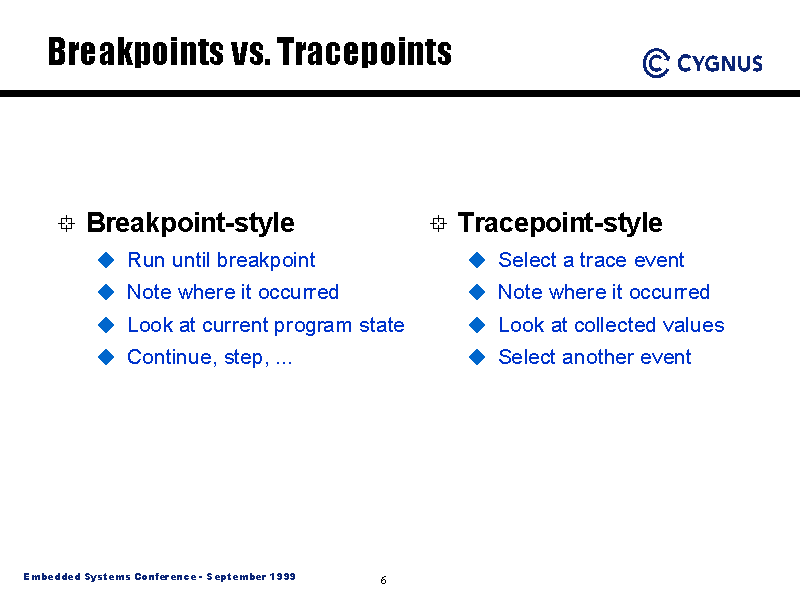 Breakpoints vs. Tracepoints
CYGNUS
Breakpoint-style
Run until breakpoint
Note where it occurred
Look at current program state
Continue, step, ...
Tracepoint-style
Select a trace event
Note where it occurred
Look at collected values
Select another event
Embedded Systems Conference - September 1999
6